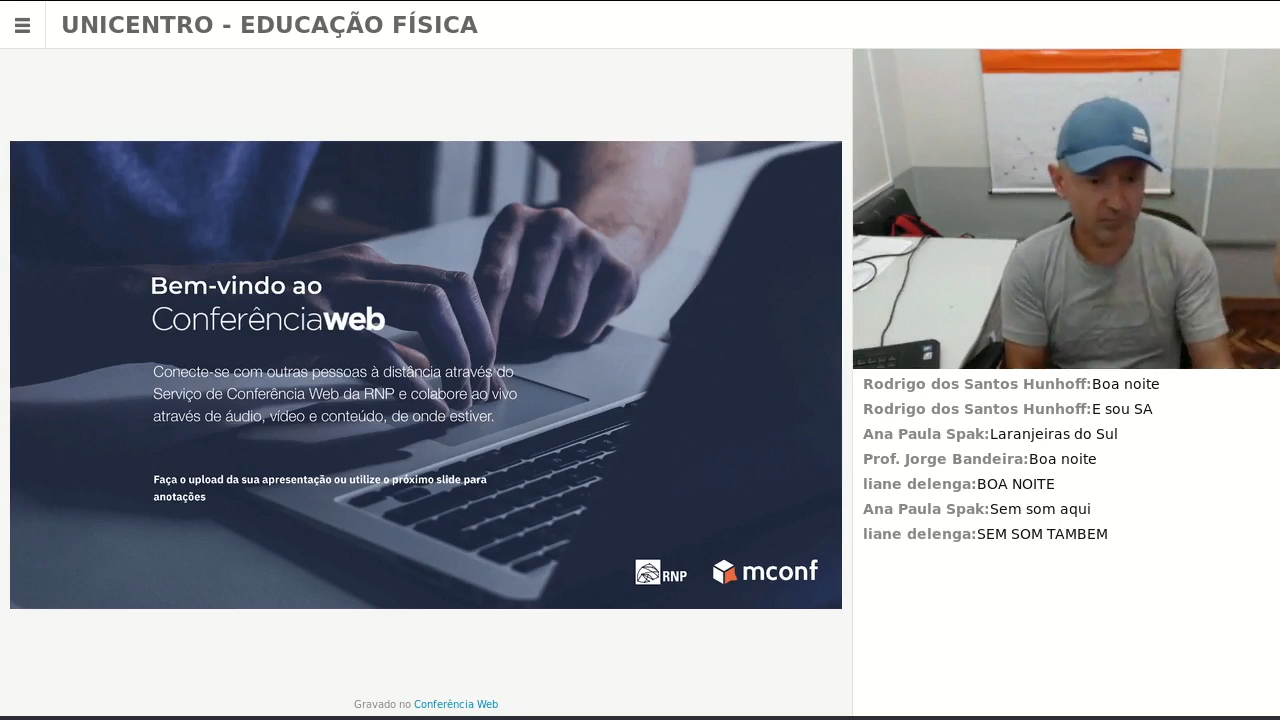 UNICENTRO - EDUCAÇÃO FÍSICA
Bem-vindo ao
Conferênciaweb
Conecte-se com outras pessoas à distância através do
Serviço de Conferência Web da RNP e colabore ao vivo
através de áudio, vídeo e conteúdo, de onde estiver.
Faça o upload da sua apresentação ou utilize o próximo slide para
anotações
RNP
mconf
Gravado no Conferência Web
Rodrigo dos Santos Hunhoff:Boa noite
Rodrigo dos Santos Hunhoff:E sou SA
Ana Paula Spak:Laranjeiras do Sul
Prof. Jorge Bandeira:Boa noite
liane delenga:BOA NOITE
Ana Paula Spak:Sem som aqui
liane delenga:SEM SOM TAMBEM